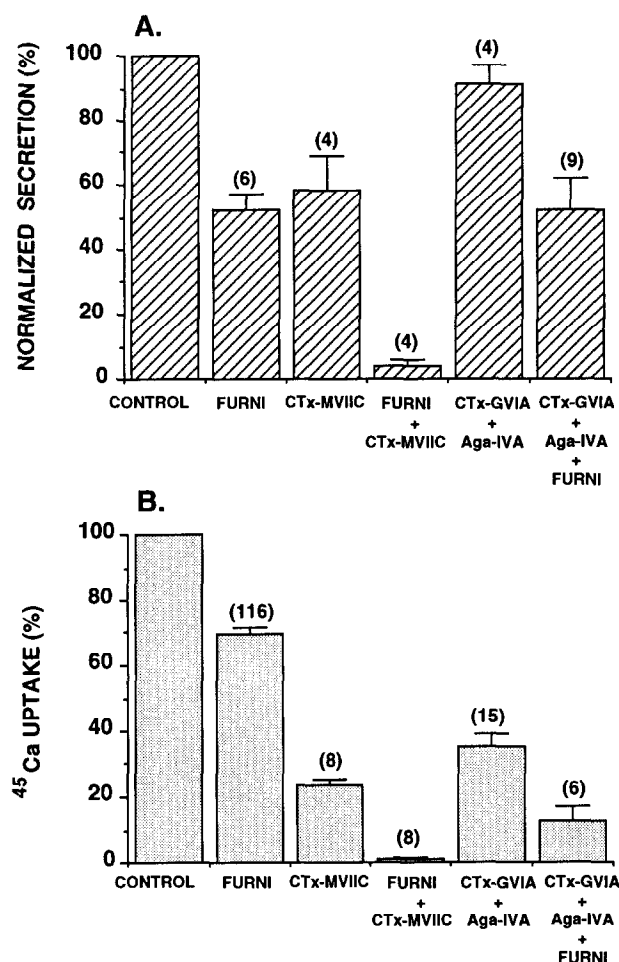 A.
NORMALIZED SECRETION (%)
100
80
60
40
20
0
(6)
(4)
(4)
(4)
(9)
CONTROL
FURNI
CTx-MVIIC
FURNI
+
CTx-MVIIC
CTx-GVIA
+
Aga-IVA
CTx-GVIA
+
Aga-IVA
+
FURNI
B.
45Ca UPTAKE (%)
100
80
60
40
20
0
(116)
(8)
(8)
(15)
(6)
CONTROL
FURNI
CTx-MVIIC
FURNI
+
CTx-MVIIC
CTx-GVIA
+
Aga-IVA
CTx-GVIA
+
Aga-IVA
+
FURNI